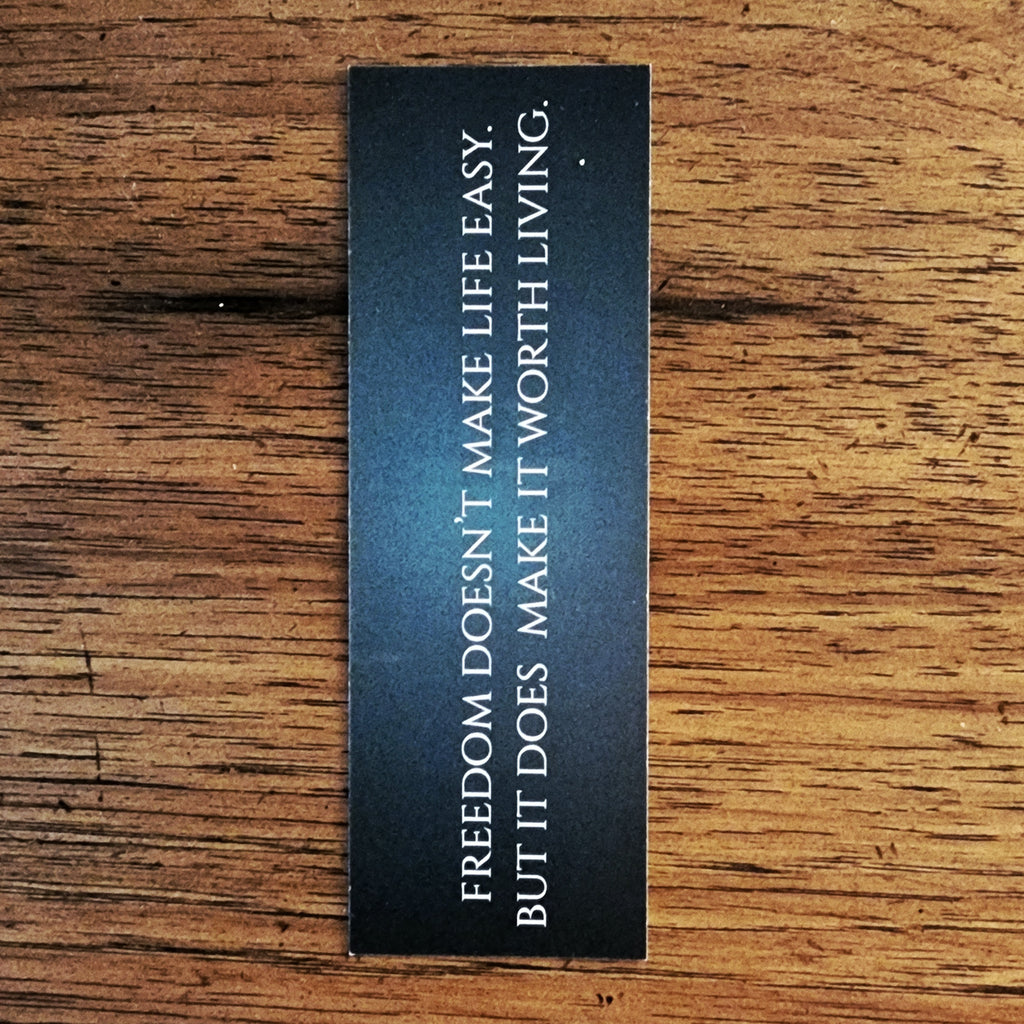 FREEDOM DOESN'T MAKE LIFE EASY.
BUT IT DOES MAKE IT WORTH LIVING.